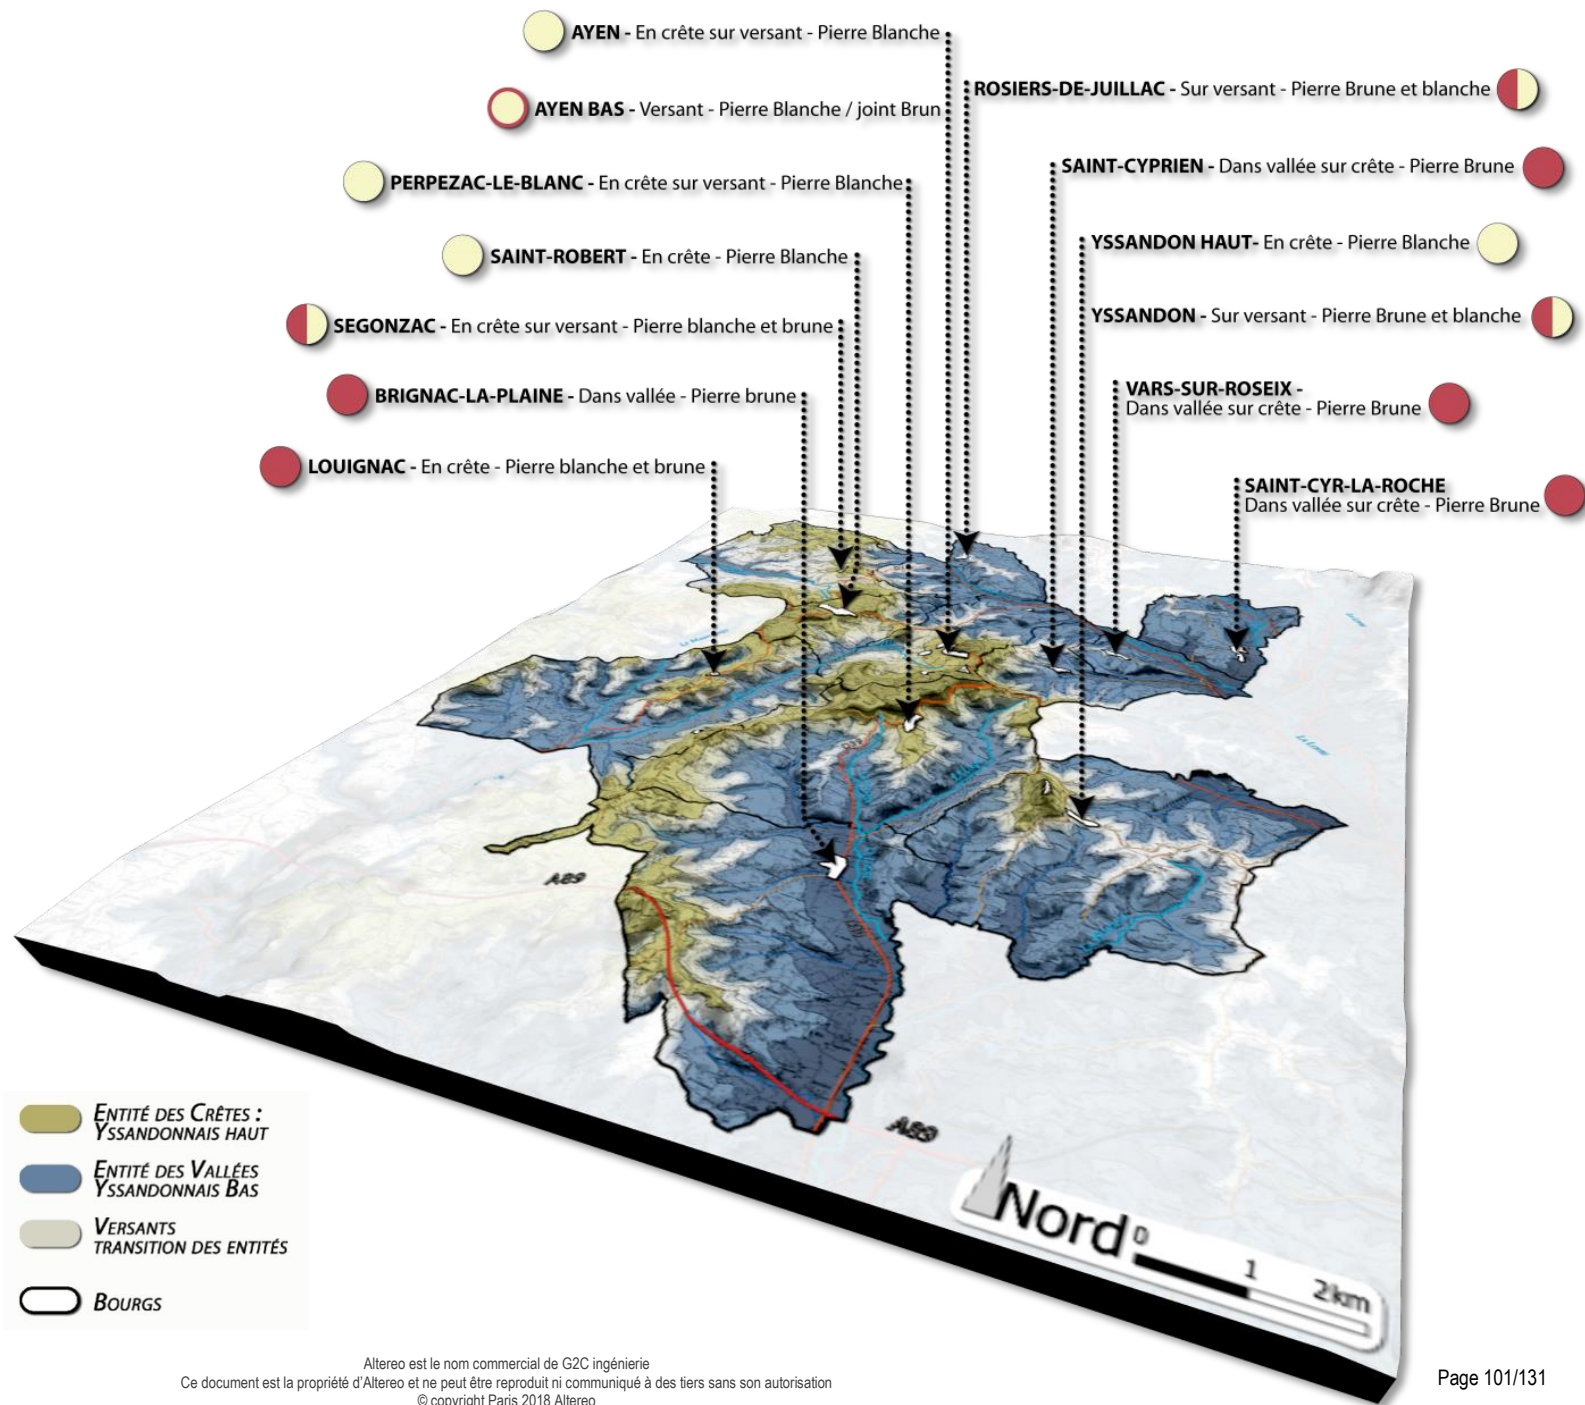 AYEN - En crête sur versant - Pierre Blanche
ROSIERS-DE-JUILLAC - Sur versant - Pierre Brune et blanche
AYEN BAS - Versant - Pierre Blanche / joint Brun
SAINT-CYPRIEN - Dans vallée sur crête - Pierre Brune
PERPEZAC-LE-BLANC - En crête sur versant - Pierre Blanche
YSSANDON HAUT- En crête - Pierre Blanche
SAINT-ROBERT - En crête - Pierre Blanche
YSSANDON - Sur versant - Pierre Brune et blanche
SEGONZAC - En crête sur versant - Pierre blanche et brune
BRIGNAC-LA-PLAINE - Dans vallée - Pierre brune
VARS-SUR-ROSEIX -
Dans vallée sur crête - Pierre Brune
LOUIGNAC - En crête - Pierre blanche et brune
SAINT-CYR-LA-ROCHE
Dans vallée sur crête - Pierre Brune
A89
A89
ENTITÉ DES CRÊTES :
YSSANDONNAIS HAUT
ENTITÉ DES VALLÉES
YSSANDONNAIS BAS
VERSANTS
TRANSITION DES ENTITÉS
BOURGS
Nord
0 1 2km
Altereo est le nom commercial de G2C ingénierie
Ce document est la propriété d'Altereo et ne peut être reproduit ni communiqué à des tiers sans son autorisation
© copyright Paris 2018 Altereo
Page 101/131